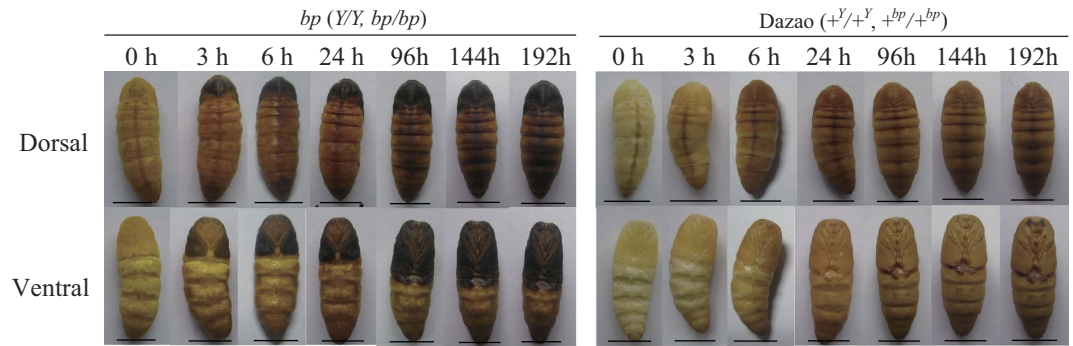 bp (Y/Y, bp/bp)
Dazao (+^Y/+^Y, +^bp/+^bp)
0 h 3 h 6 h 24 h 96h 144h 192h
0 h 3 h 6 h 24 h 96h 144h 192h
Dorsal
Ventral